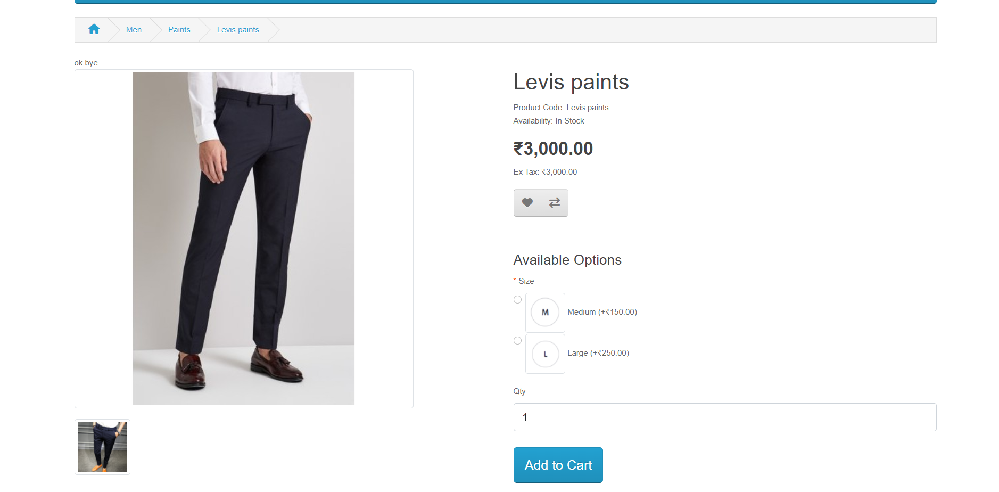 Men
Paints
Levis paints
ok bye
Levis paints
Product Code: Levis paints
Availability: In Stock
₹3,000.00
Ex Tax: ₹3,000.00
Available Options
* Size
M Medium (+₹150.00)
L Large (+₹250.00)
Qty
1
Add to Cart